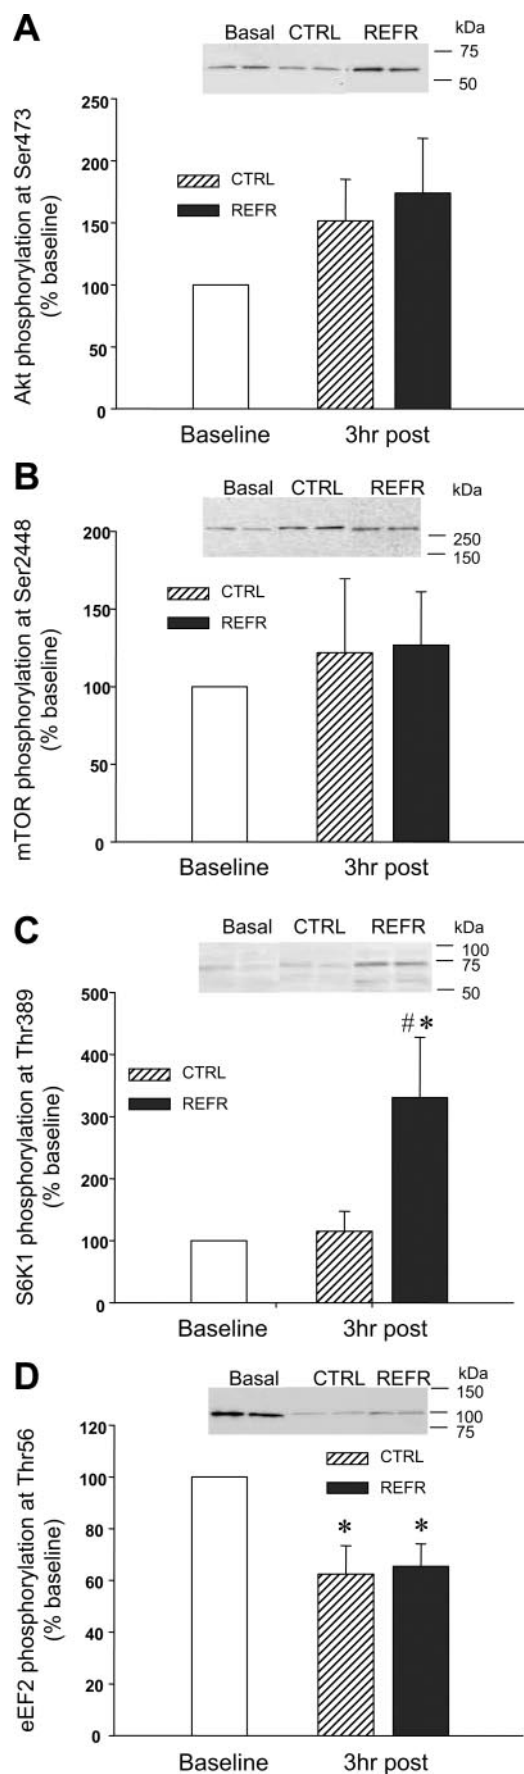 A
Basal CTRL REFR kDa
75
50
Akt phosphorylation at Ser473
(% baseline)
250
200
150
100
50
0
CTRL
REFR
Baseline 3hr post
B
Basal CTRL REFR kDa
250
150
mTOR phosphorylation at Ser2448
(% baseline)
200
150
100
50
0
CTRL
REFR
Baseline 3hr post
C
Basal CTRL REFR kDa
100
75
50
S6K1 phosphorylation at Thr389
(% baseline)
500
400
300
200
100
0
CTRL
REFR
# *
Baseline 3hr post
D
Basal CTRL REFR kDa
150
100
75
eEF2 phosphorylation at Thr56
(% baseline)
120
100
80
60
40
20
0
CTRL
REFR
* *
Baseline 3hr post